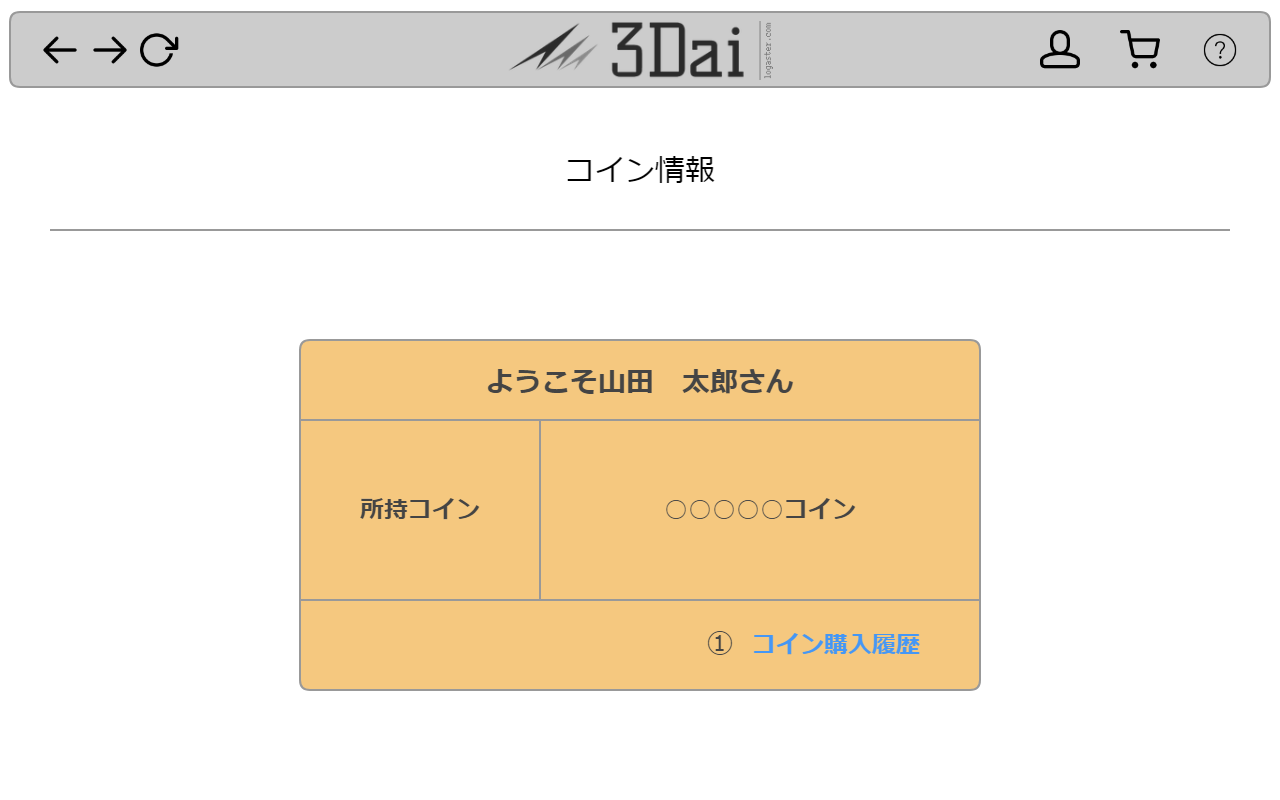 3Dai
logaster.com
?
コイン情報
ようこそ山田　太郎さん
所持コイン
○○○○○コイン
① コイン購入履歴